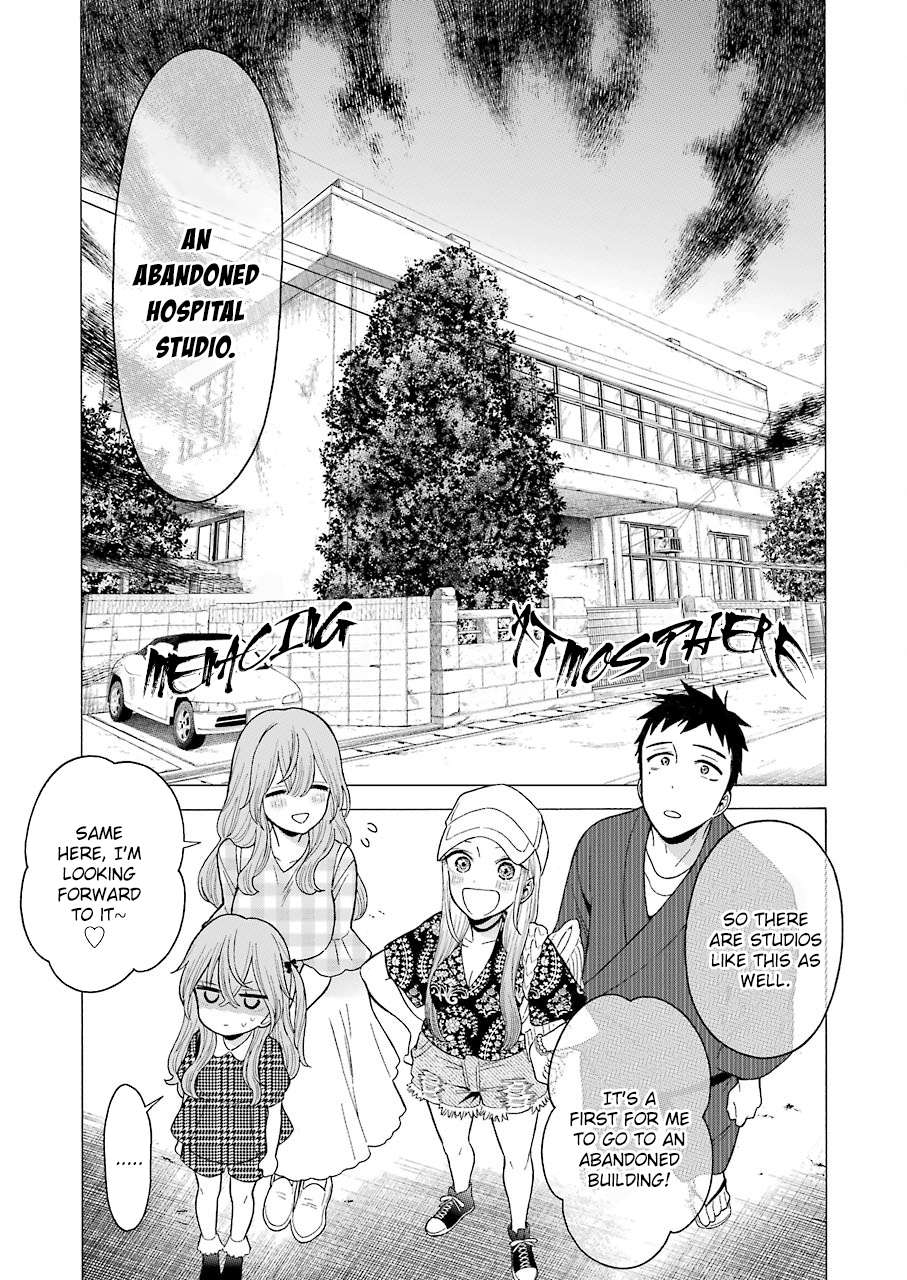 AN
ABANDONED
HOSPITAL
STUDIO.
MENACING
ATMOSPHERE
SO THERE
ARE STUDIOS
LIKE THIS AS
WELL.
SAME
HERE, I'M
LOOKING
FORWARD
TO IT~
♡
IT'S A
FIRST FOR ME
TO GO TO AN
ABANDONED
BUILDING!
.....